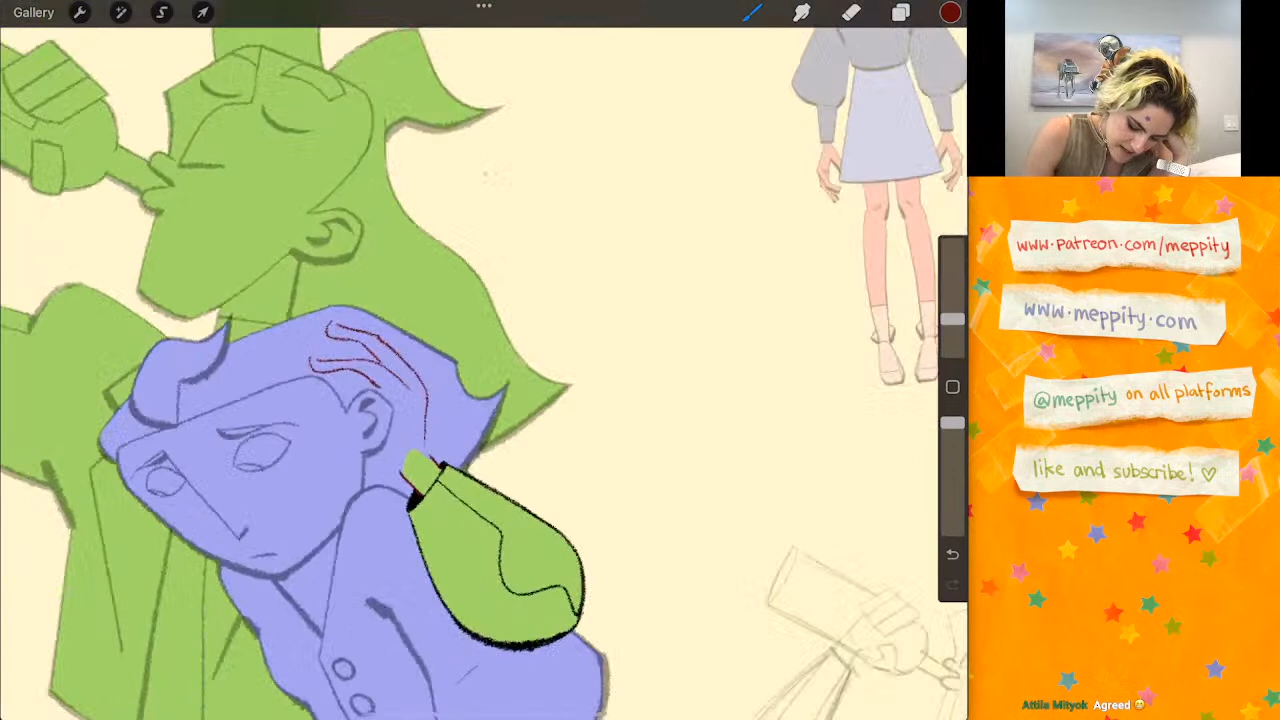 Gallery
www.patreon.com/meppity
www.meppity.com
@meppity on all platforms
like and subscribe! ♡
Attila Mityok Agreed 😁